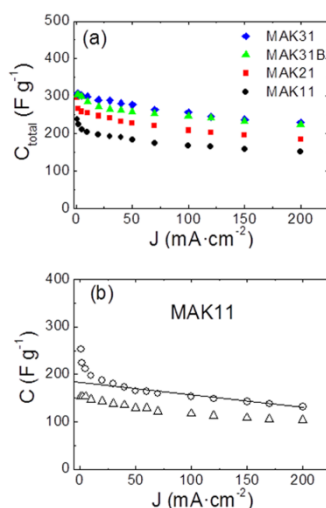 (a)
MAK31
MAK31B
MAK21
MAK11
C_total (F g⁻¹)
500
400
300
200
100
0
0 50 100 150 200
J (mA·cm⁻²)
(b)
MAK11
C (F g⁻¹)
400
300
200
100
0
0 50 100 150 200
J (mA·cm⁻²)